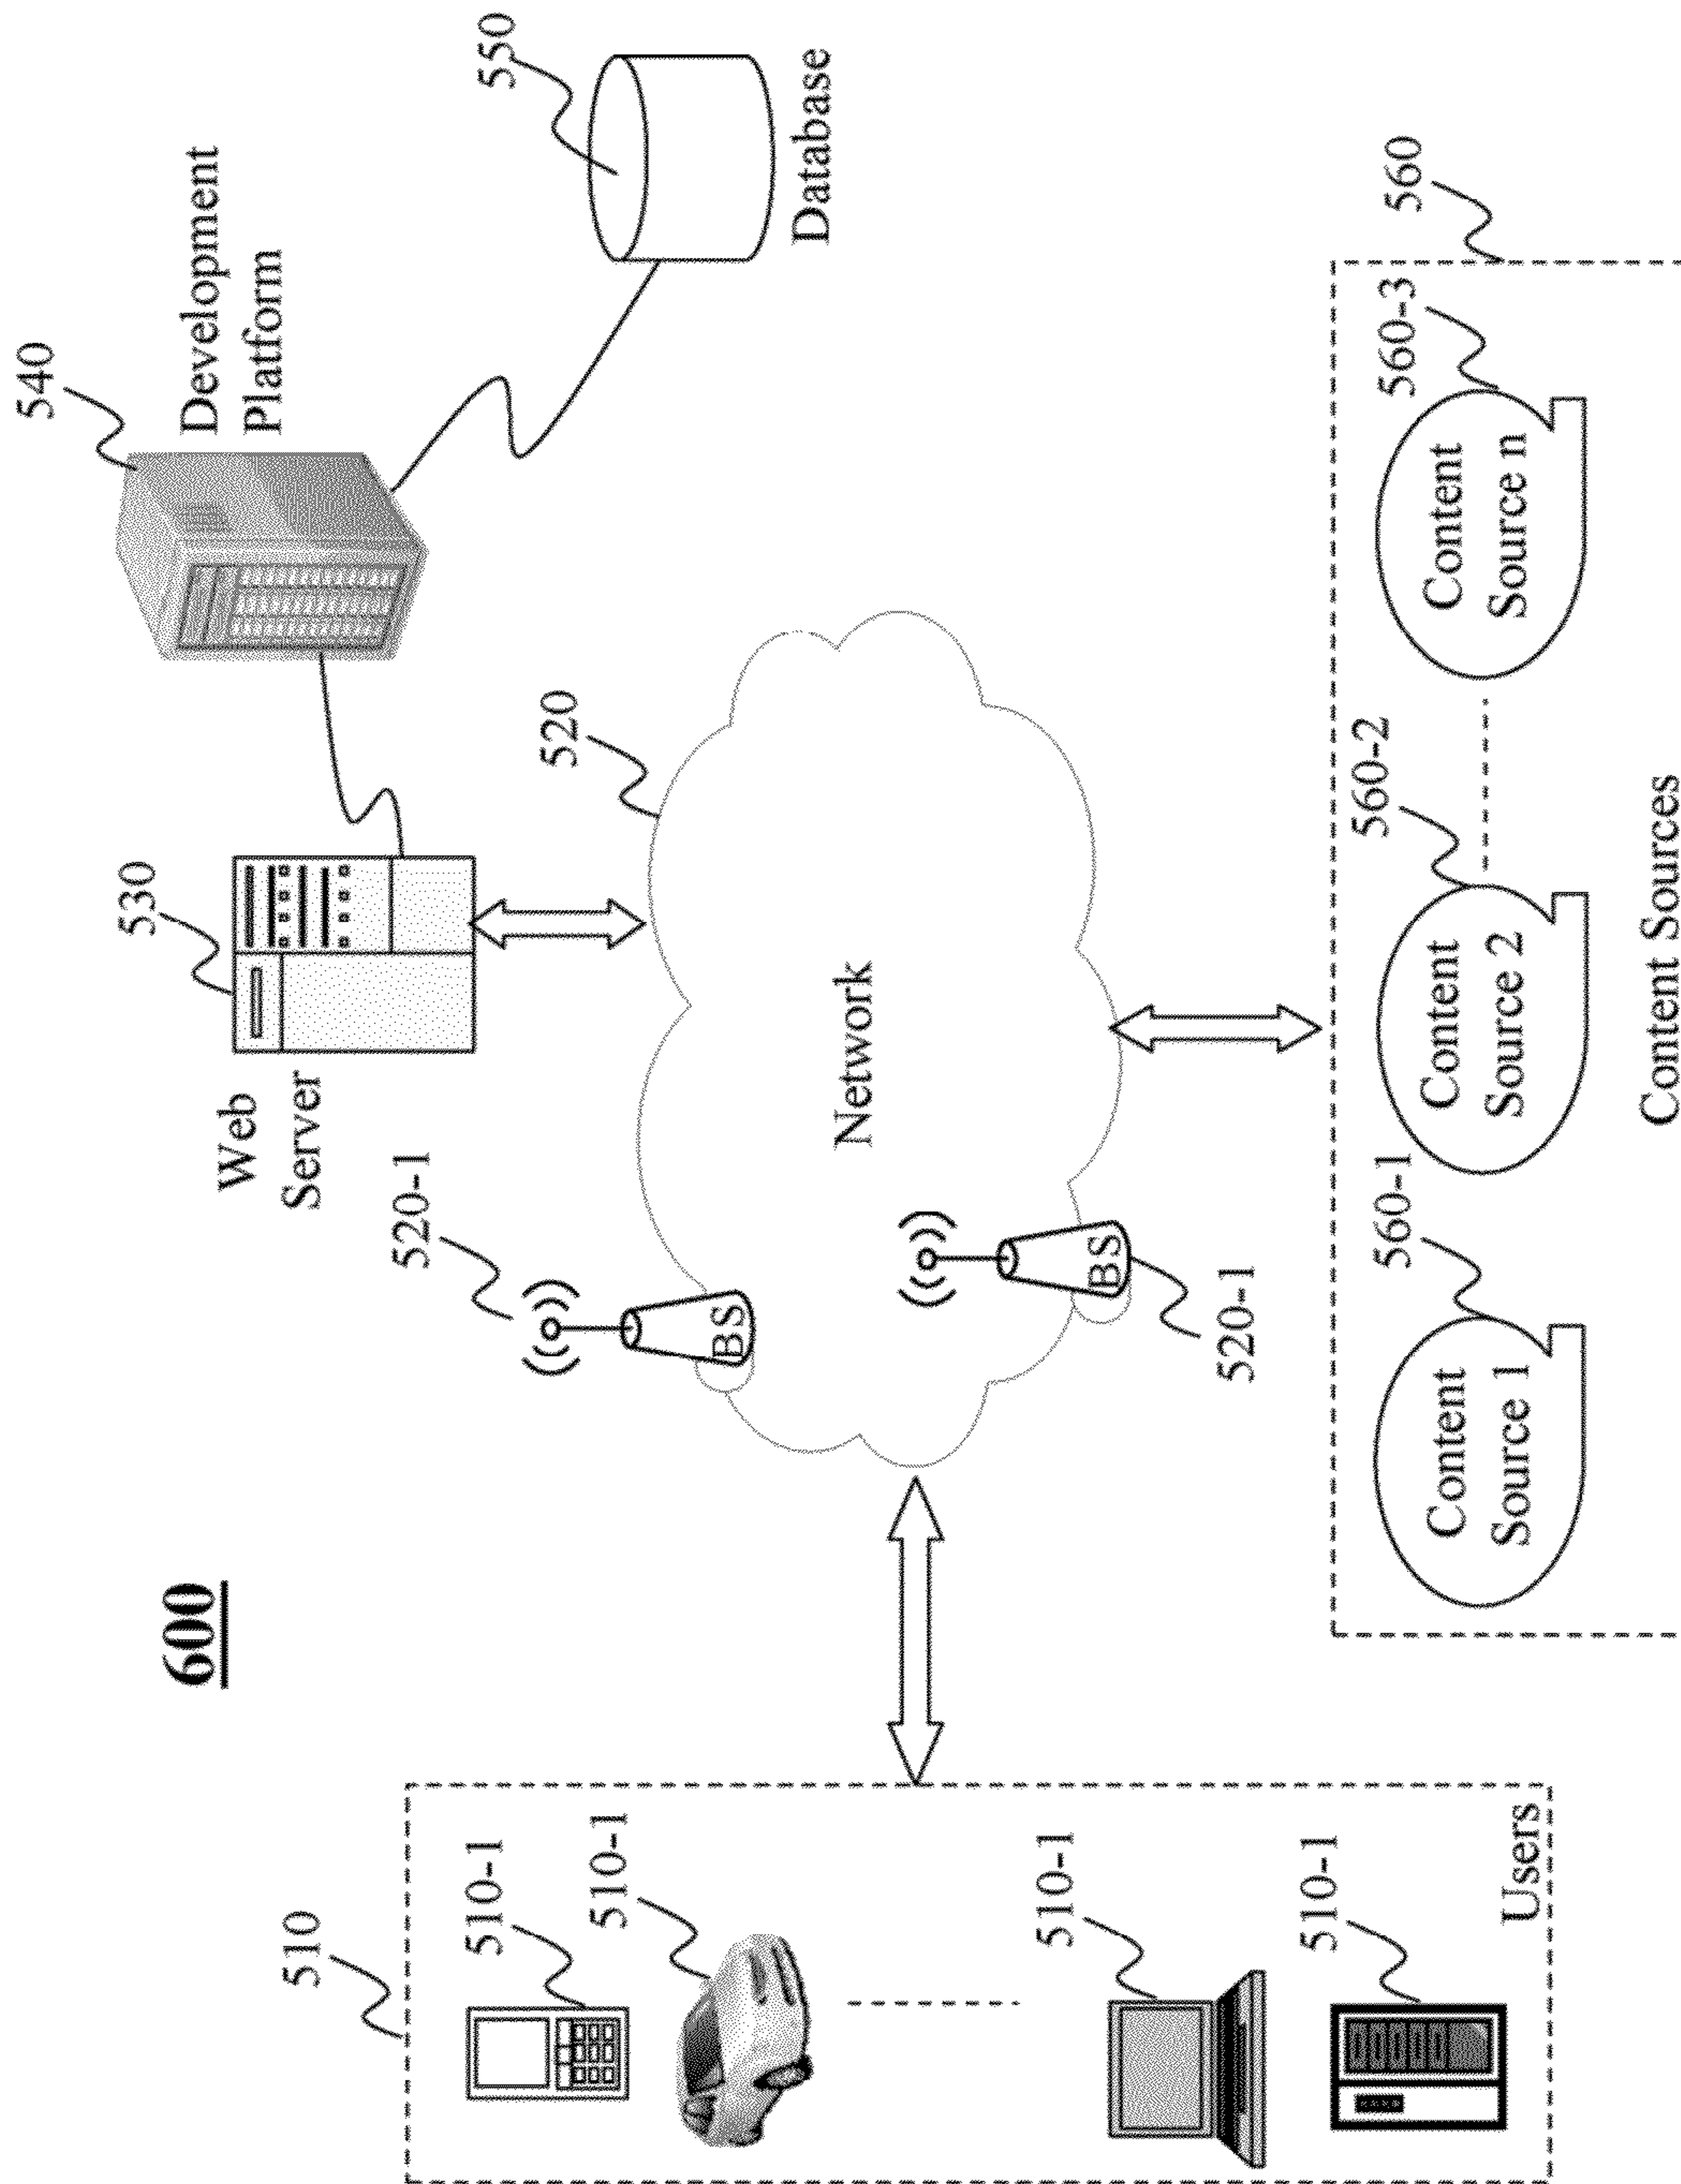 600
540
Development
Platform
530
Web
Server
550
Database
520-1
520
BS
Network
BS
520-1
510
510-1
510-1
510-1
510-1
Users
560
560-1
560-2
560-3
Content
Source 1
Content
Source 2
Content
Source n
Content Sources